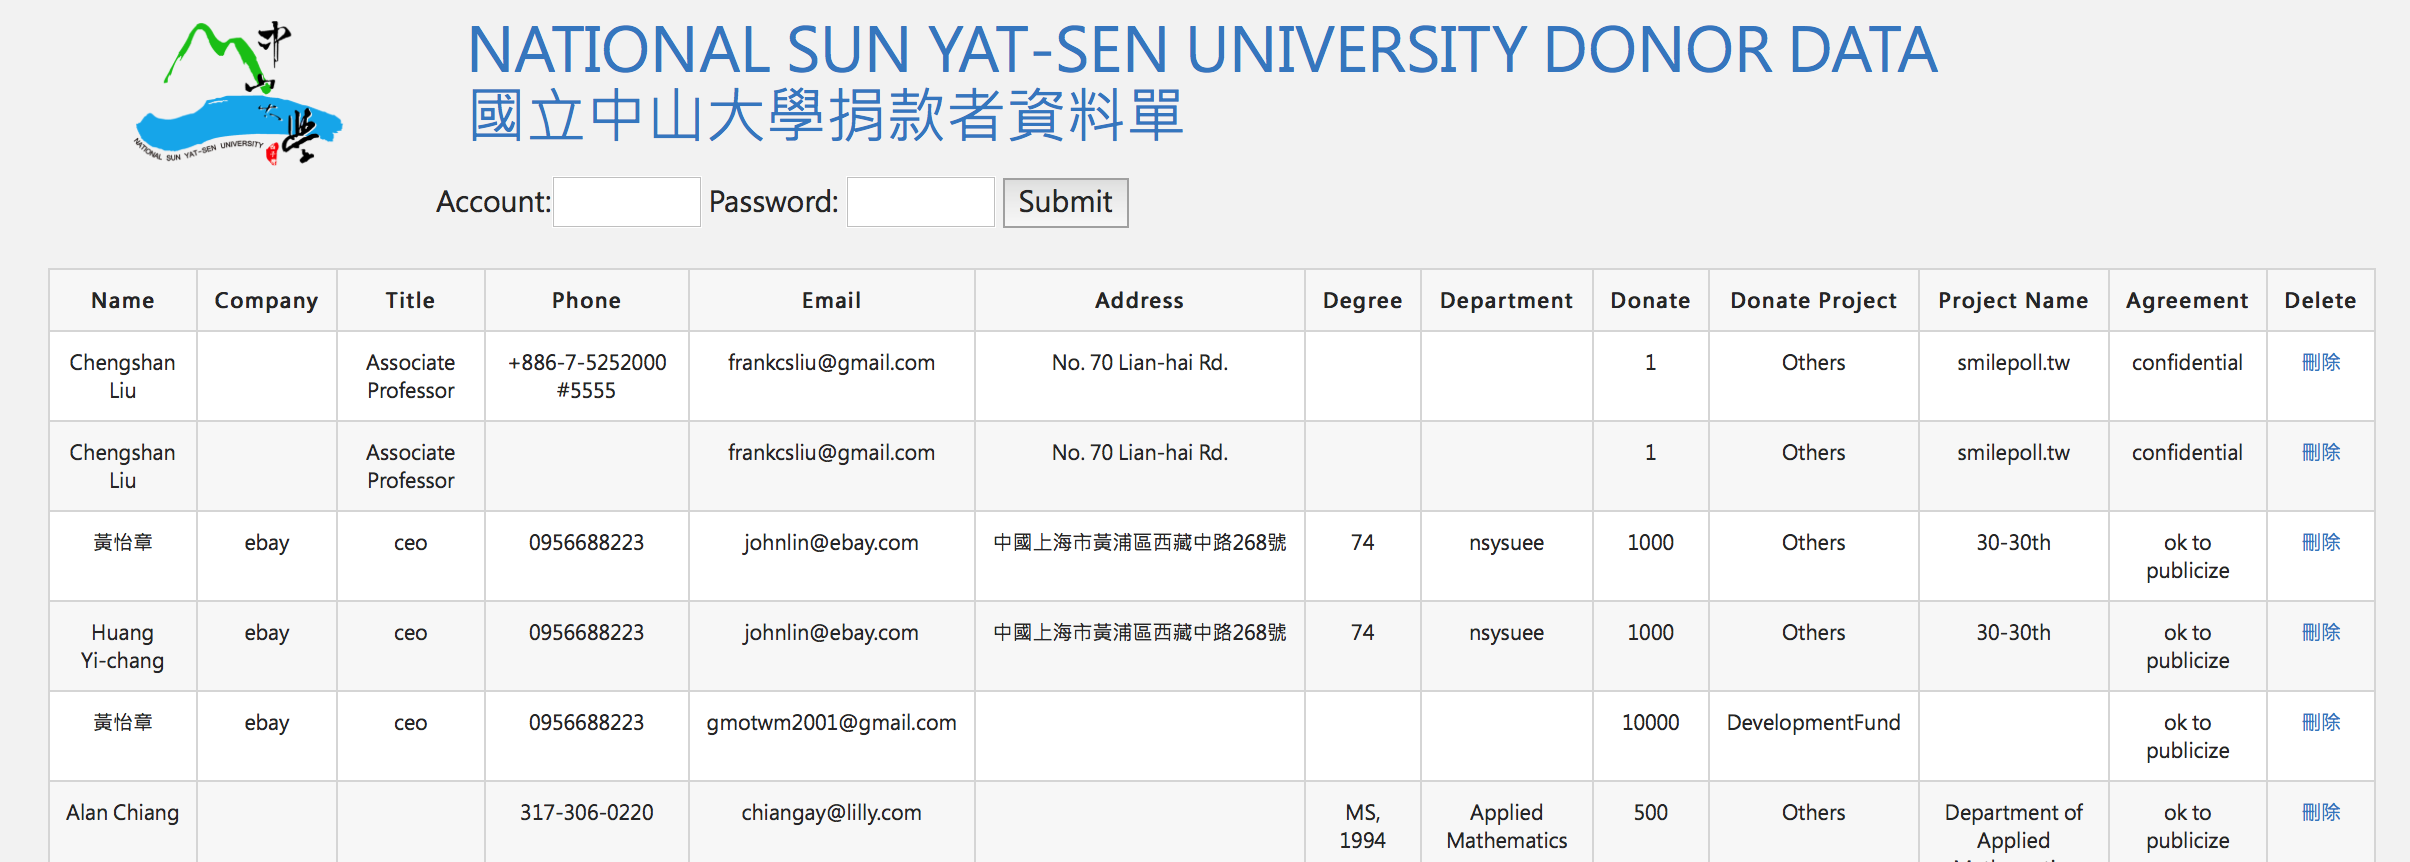 中山大學
NATIONAL SUN YAT-SEN UNIVERSITY
NATIONAL SUN YAT-SEN UNIVERSITY DONOR DATA
國立中山大學捐款者資料單
Account: Password: Submit
Name Company Title Phone Email Address Degree Department Donate Donate Project Project Name Agreement Delete
Chengshan Associate +886-7-5252000 frankcsliu@gmail.com No. 70 Lian-hai Rd. 1 Others smilepoll.tw confidential 刪除
Liu Professor #5555
Chengshan Associate frankcsliu@gmail.com No. 70 Lian-hai Rd. 1 Others smilepoll.tw confidential 刪除
Liu Professor
黃怡章 ebay ceo 0956688223 johnlin@ebay.com 中國上海市黃浦區西藏中路268號 74 nsysuee 1000 Others 30-30th ok to 刪除
publicize
Huang ebay ceo 0956688223 johnlin@ebay.com 中國上海市黃浦區西藏中路268號 74 nsysuee 1000 Others 30-30th ok to 刪除
Yi-chang publicize
黃怡章 ebay ceo 0956688223 gmotwm2001@gmail.com 10000 DevelopmentFund ok to 刪除
publicize
Alan Chiang 317-306-0220 chiangay@lilly.com MS, Applied 500 Others Department of ok to 刪除
1994 Mathematics Applied publicize